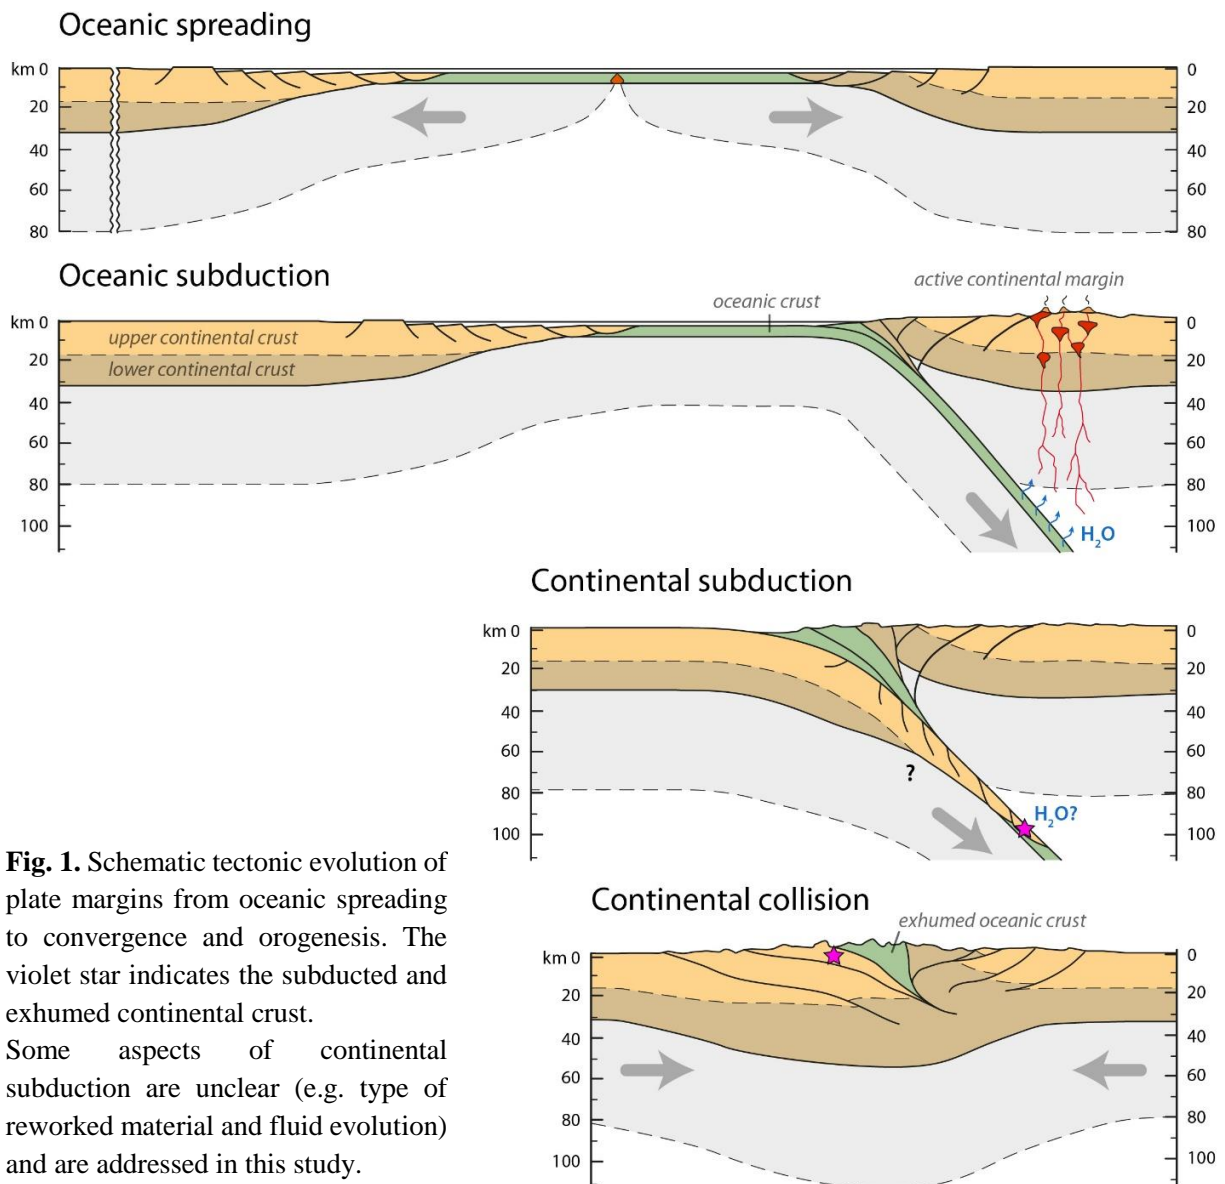 Oceanic spreading
km 0
20
40
60
80
0
20
40
60
80
Oceanic subduction
active continental margin
oceanic crust
km 0
upper continental crust
20
lower continental crust
40
60
80
100
0
20
40
60
80
100
H₂O
Continental subduction
km 0
20
40
60
80
100
?
H₂O?
0
20
40
60
80
100
Continental collision
exhumed oceanic crust
km 0
20
40
60
80
100
0
20
40
60
80
100
Fig. 1. Schematic tectonic evolution of
plate margins from oceanic spreading
to convergence and orogenesis. The
violet star indicates the subducted and
exhumed continental crust.
Some aspects of continental
subduction are unclear (e.g. type of
reworked material and fluid evolution)
and are addressed in this study.